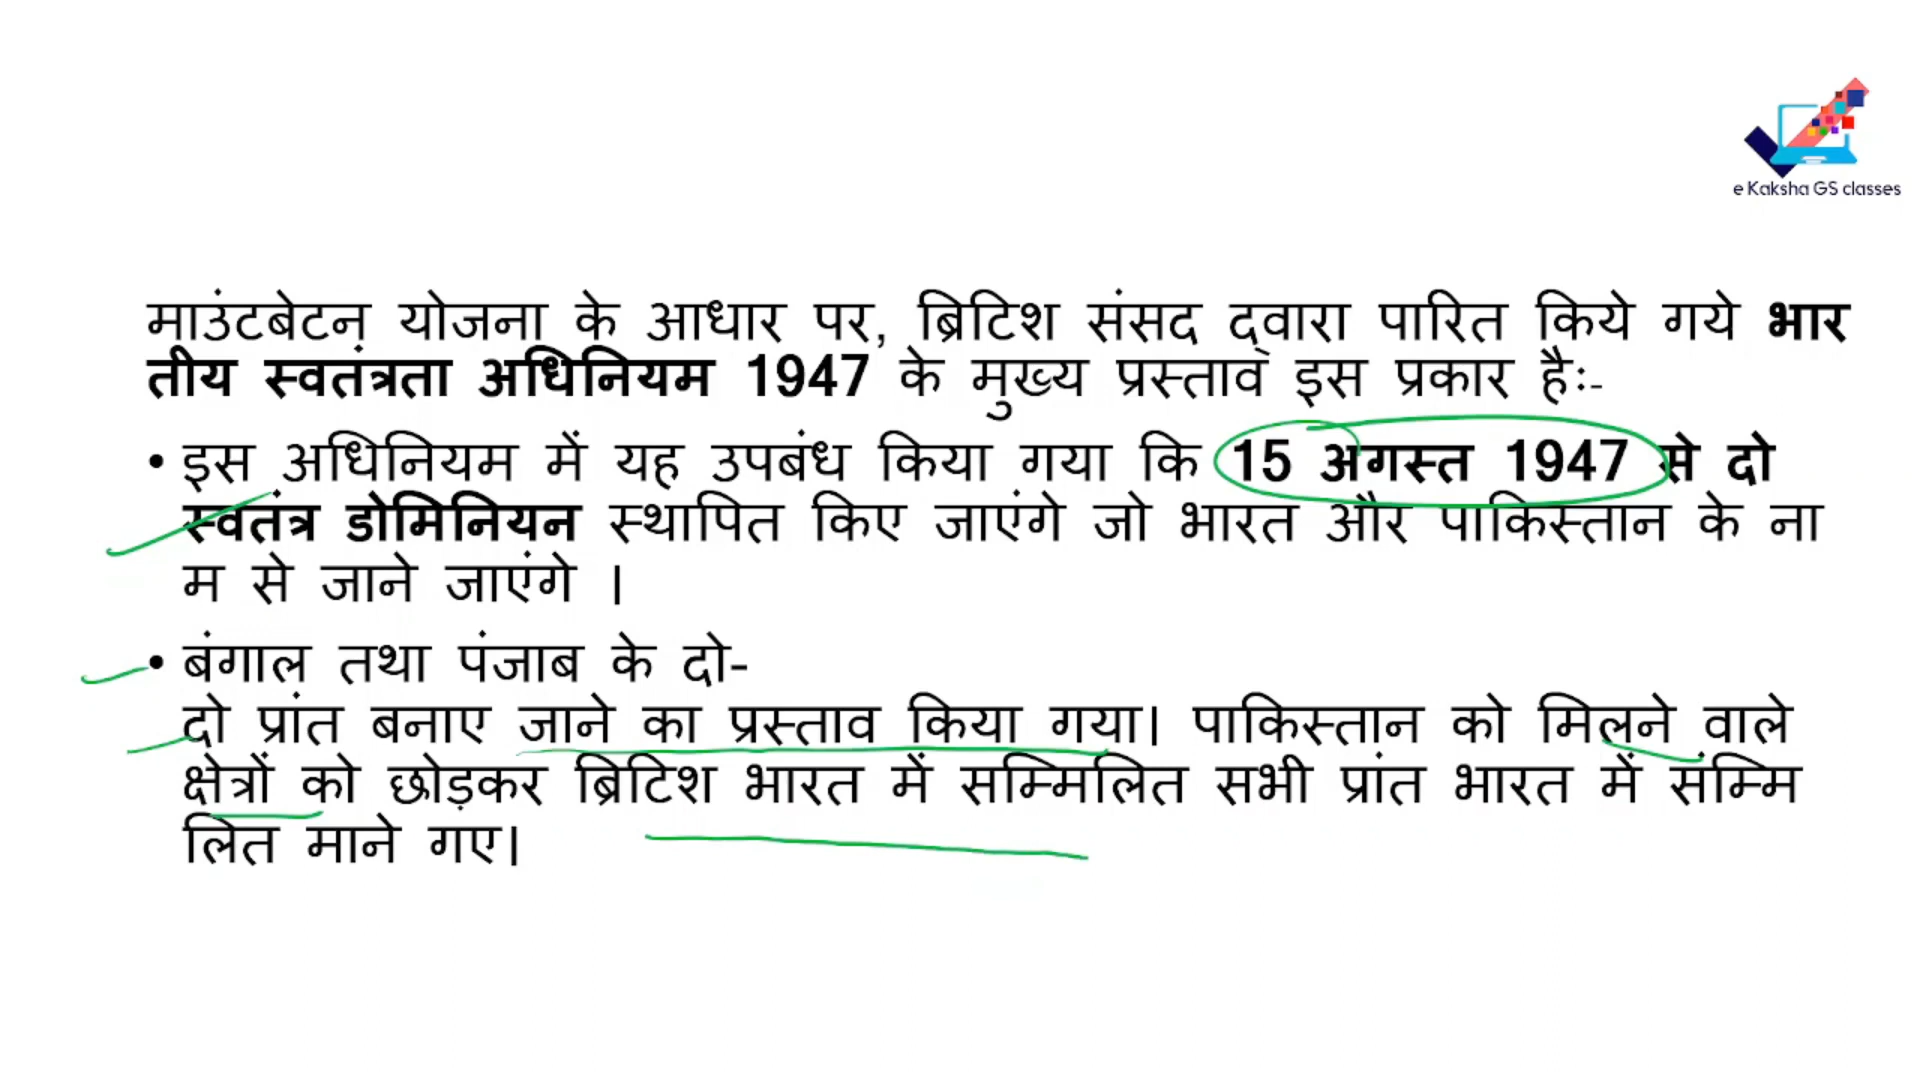 e Kaksha GS classes
माउंटबेटन योजना के आधार पर, ब्रिटिश संसद द्वारा पारित किये गये भार
तीय स्वतंत्रता अधिनियम 1947 के मुख्य प्रस्ताव इस प्रकार हैः-
• इस अधिनियम में यह उपबंध किया गया कि 15 अगस्त 1947 से दो
स्वतंत्र डोमिनियन स्थापित किए जाएंगे जो भारत और पाकिस्तान के ना
म से जाने जाएंगे ।
• बंगाल तथा पंजाब के दो-
दो प्रांत बनाए जाने का प्रस्ताव किया गया। पाकिस्तान को मिलने वाले
क्षेत्रों को छोड़कर ब्रिटिश भारत में सम्मिलित सभी प्रांत भारत में सम्मि
लित माने गए।